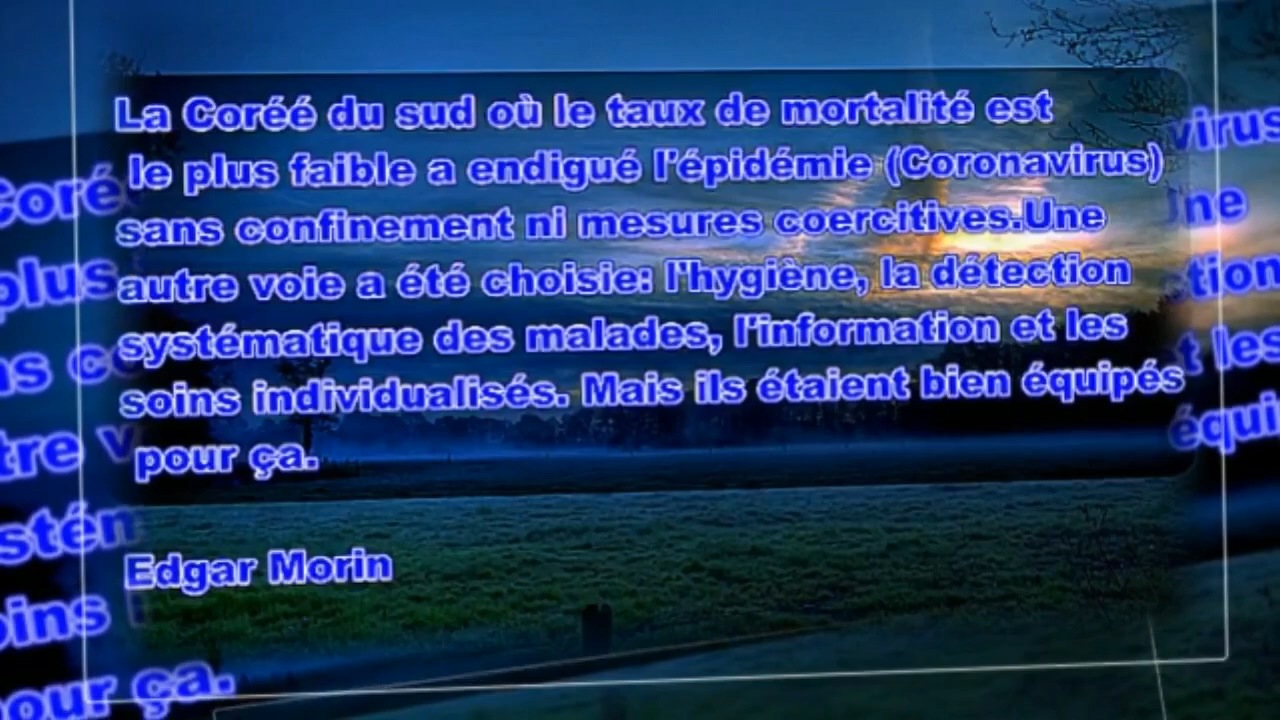 La Coréé du sud où le taux de mortalité est
le plus faible a endigué l'épidémie (Coronavirus)
sans confinement ni mesures coercitives.Une
autre voie a été choisie: l'hygiène, la détection
systématique des malades, l'information et les
soins individualisés. Mais ils étaient bien équipés
pour ça.
Edgar Morin